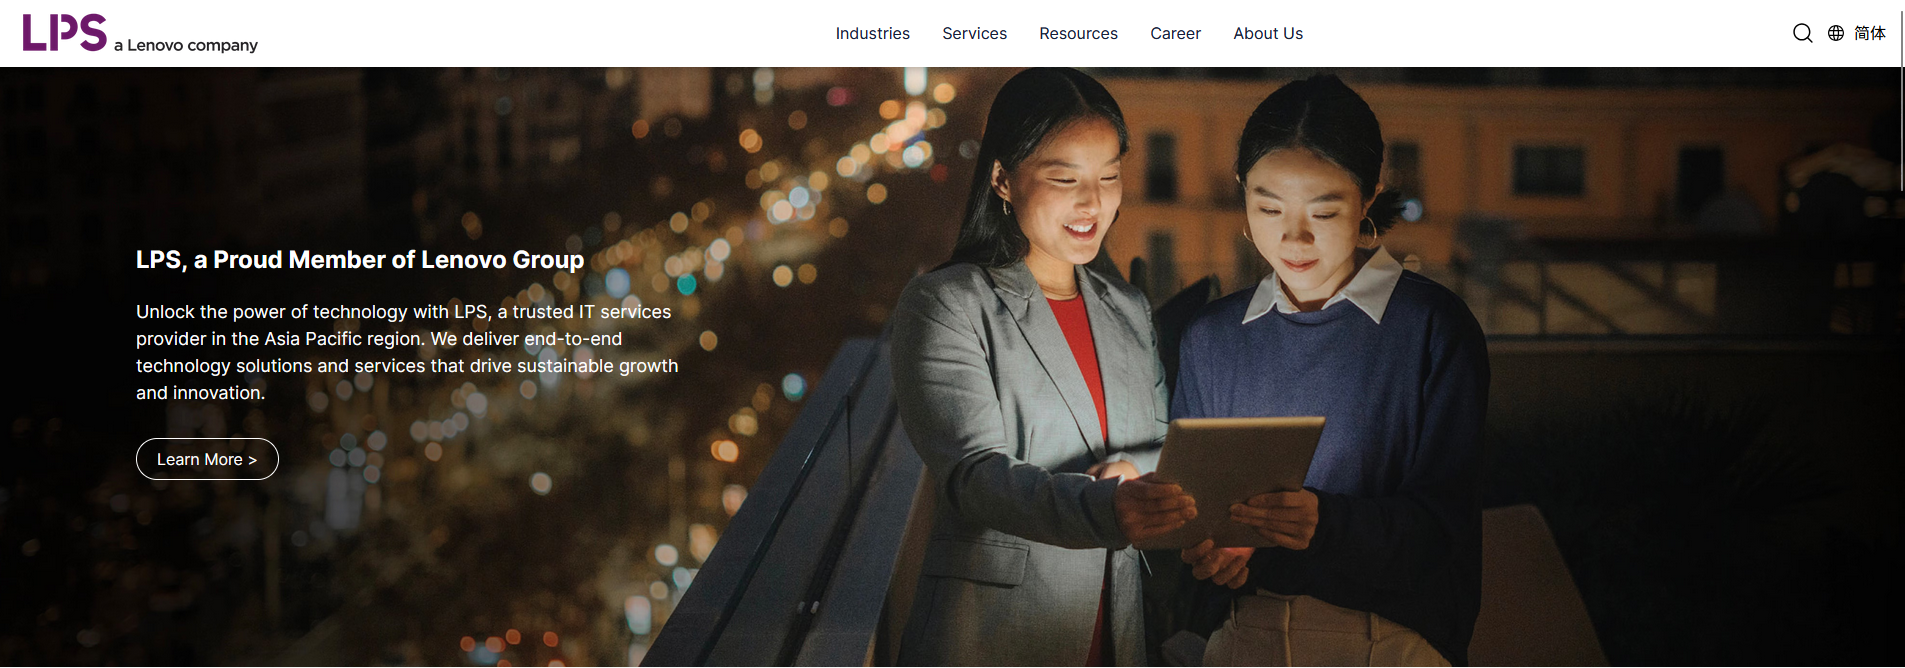 LPS a Lenovo company
Industries
Services
Resources
Career
About Us
简体
LPS, a Proud Member of Lenovo Group
Unlock the power of technology with LPS, a trusted IT services
provider in the Asia Pacific region. We deliver end-to-end
technology solutions and services that drive sustainable growth
and innovation.
Learn More >